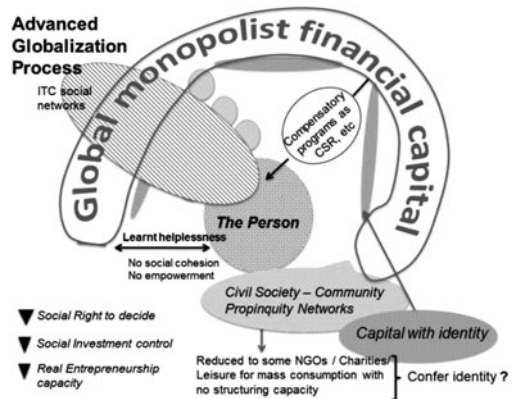 Advanced
Globalization
Process
ITC social
networks
Global monopolist financial capital
Compensatory
programs as
CSR, etc
The Person
Learnt helplessness
No social cohesion
No empowerment
Civil Society – Community
Propinquity Networks
Capital with identity
Social Right to decide
Social Investment control
Real Entrepreneurship
capacity
Reduced to some NGOs / Charities/
Leisure for mass consumption with
no structuring capacity
Confer identity ?